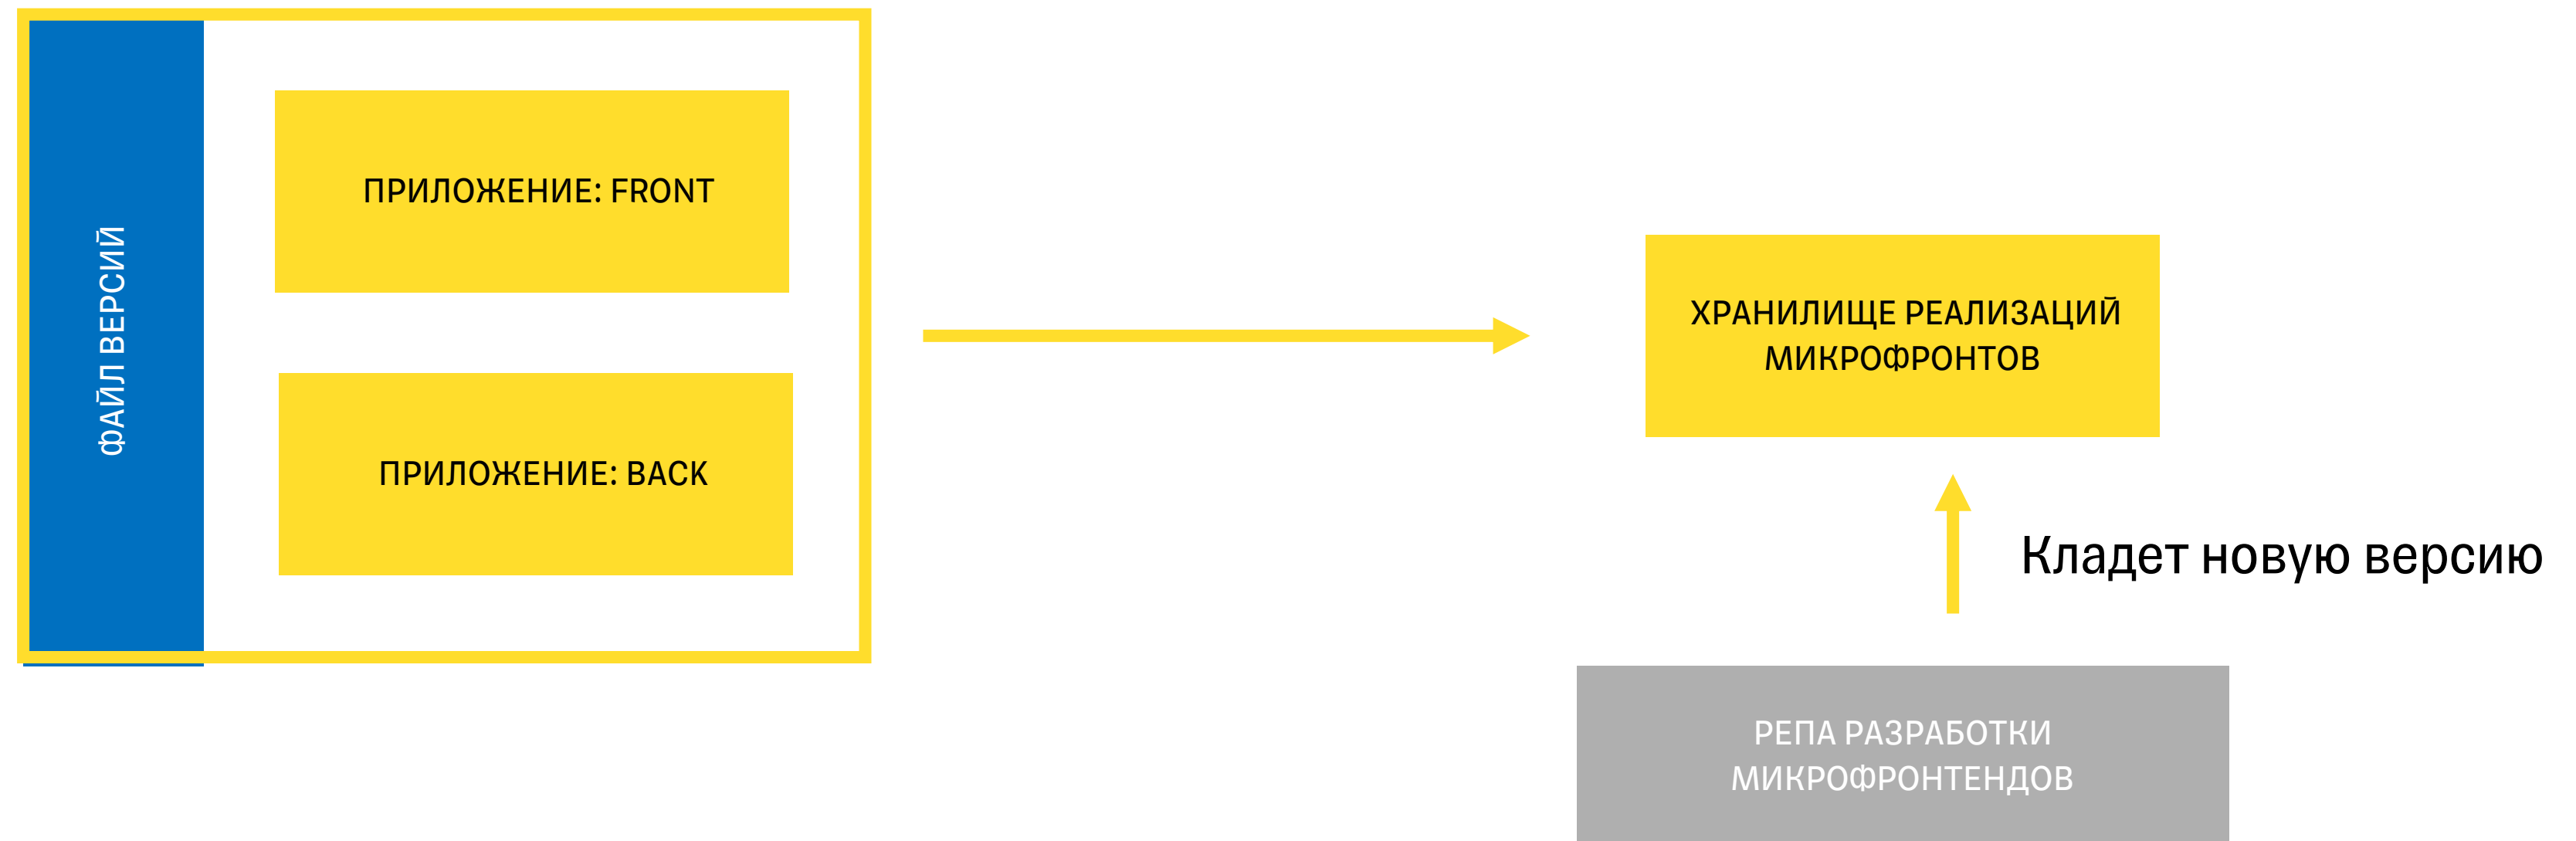 ФАЙЛ ВЕРСИЙ
ПРИЛОЖЕНИЕ: FRONT
ПРИЛОЖЕНИЕ: BACK
ХРАНИЛИЩЕ РЕАЛИЗАЦИЙ
МИКРОФРОНТОВ
Кладет новую версию
РЕПА РАЗРАБОТКИ
МИКРОФРОНТЕНДОВ